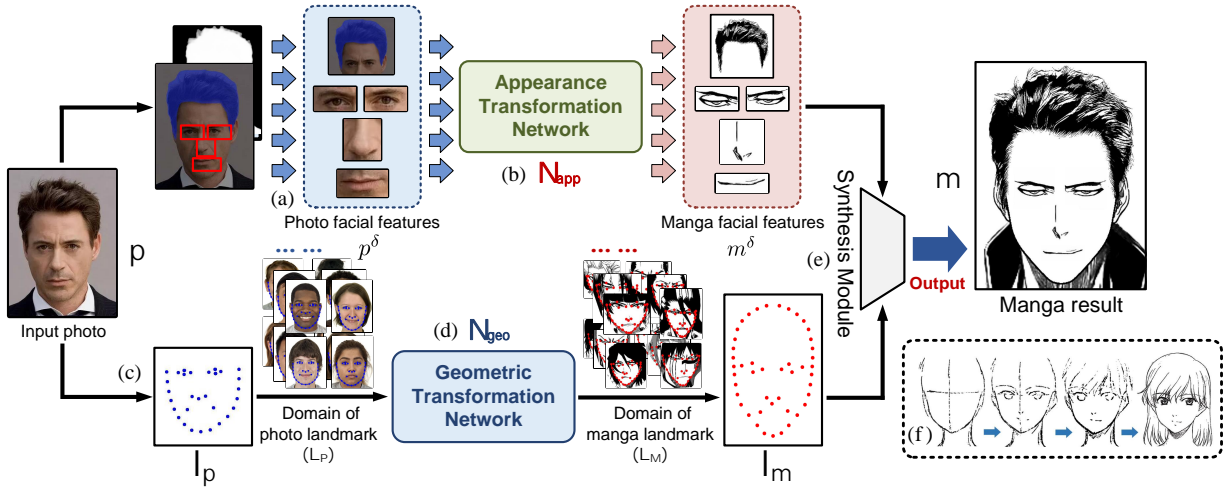 Input photo
p
(a)
Photo facial features
p^δ
Appearance
Transformation
Network
(b)
N_app
Manga facial features
m^δ
(c)
l_p
Domain of
photo landmark
(L_P)
(d)
N_geo
Geometric
Transformation
Network
Domain of
manga landmark
(L_M)
l_m
(e)
Synthesis Module
Output
m
Manga result
(f)